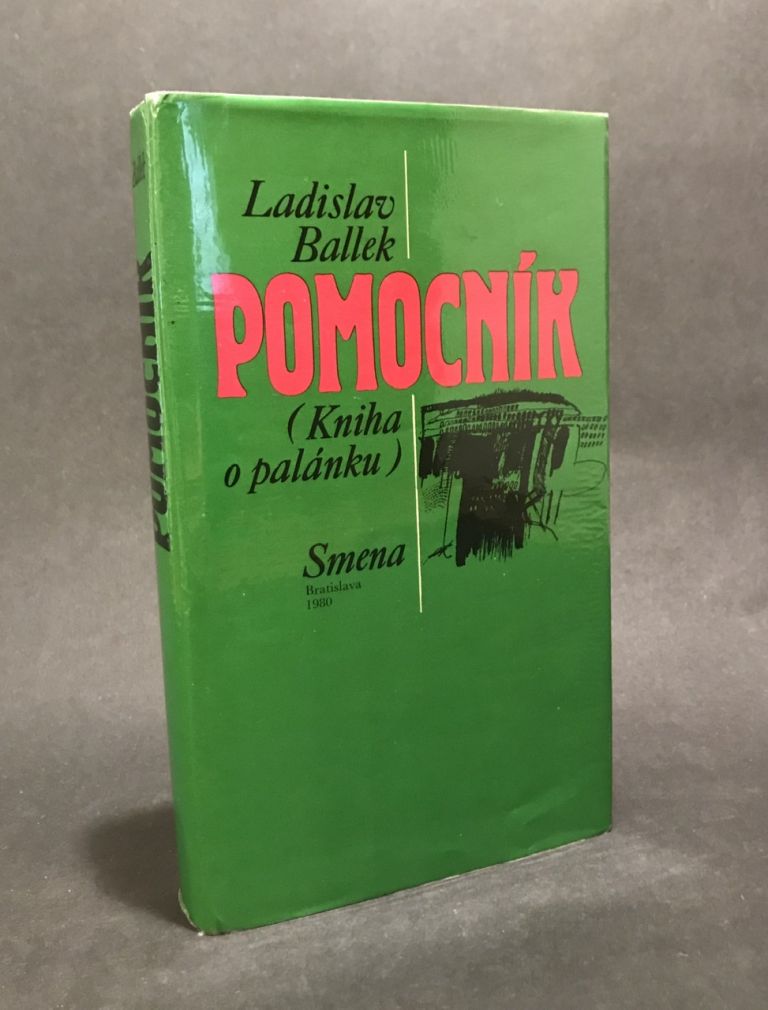 Ladislav
Ballek
POMOCNÍK
(Kniha
o palánku)
Smena
Bratislava
1980
POMOCNÍK